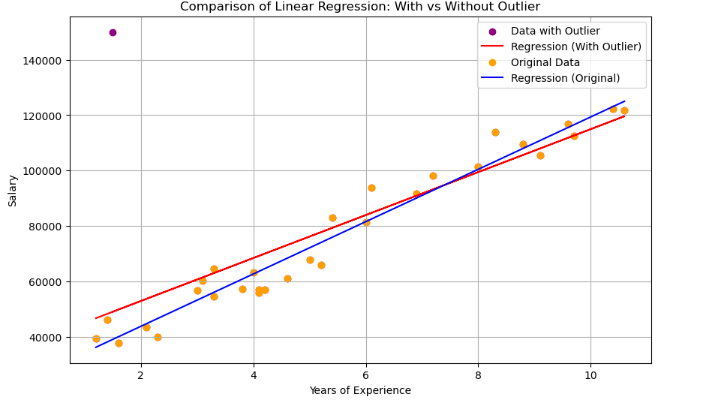 Comparison of Linear Regression: With vs Without Outlier
Data with Outlier
Regression (With Outlier)
Original Data
Regression (Original)
140000
120000
100000
80000
60000
40000
Salary
2
4
6
8
10
Years of Experience